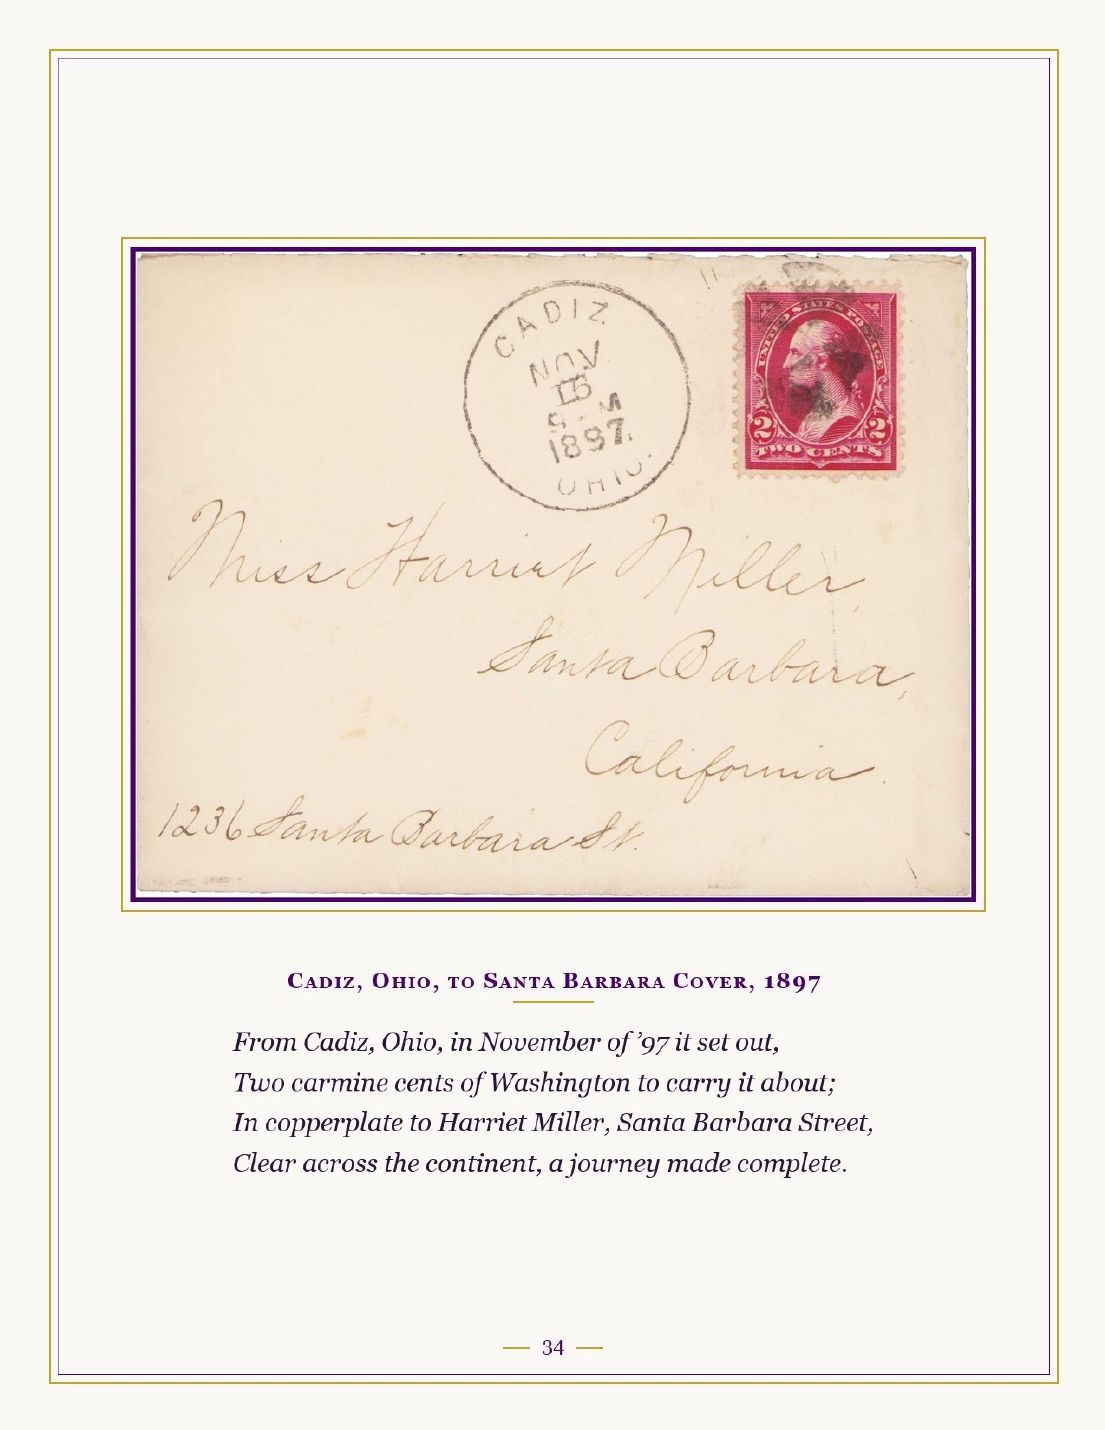 CADIZ
NOV
9 M
1897.
OHIO.
UNITED STATES POSTAGE
2 2
TWO CENTS
Miss Harriet Miller,
Santa Barbara,
California.
1236 Santa Barbara St.
Cadiz, Ohio, to Santa Barbara Cover, 1897
From Cadiz, Ohio, in November of ’97 it set out,
Two carmine cents of Washington to carry it about;
In copperplate to Harriet Miller, Santa Barbara Street,
Clear across the continent, a journey made complete.
34